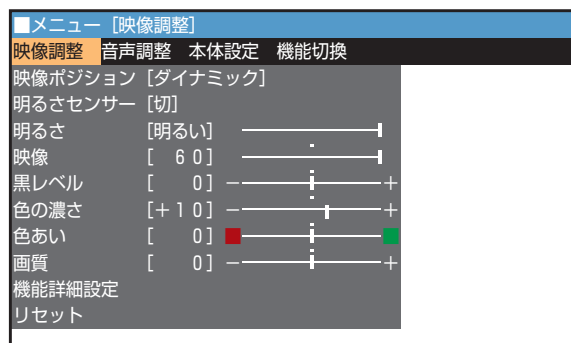 ■メニュー [映像調整]
映像調整 音声調整 本体設定 機能切換
映像ポジション [ダイナミック]
明るさセンサー [切]
明るさ [明るい]
映像 [ 60]
黒レベル [ 0] − +
色の濃さ [+10] − +
色あい [ 0]
画質 [ 0] − +
機能詳細設定
リセット